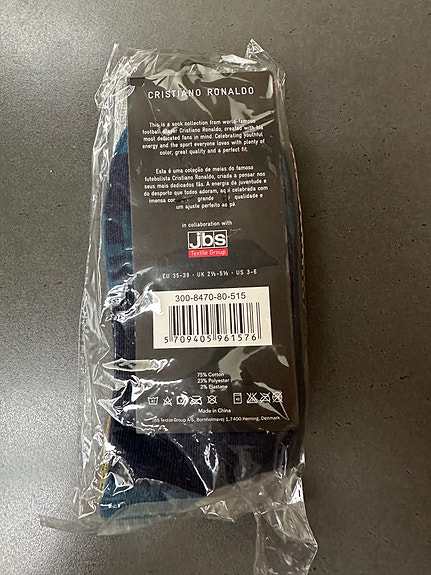 CRISTIANO RONALDO
This is a sock collection from world-famous
football player Cristiano Ronaldo, created with his
most dedicated fans in mind. Celebrating youthful
energy and the sport everyone loves with plenty of
color, great quality and a perfect fit.
Esta é uma coleção de meias do famoso
futebolista Cristiano Ronaldo, criada a pensar nos
seus mais dedicados fãs. A energia da juventude e
do desporto que todos adoram, aqui celebrada com
imensa cor grande qualidade e
um ajuste perfeito ao pé.
in collaboration with
jbs
Textile Group
EU 35-39 · UK 2½-5½ · US 3-6
300-8470-80-515
5 709405 961576
75% Cotton
23% Polyester
2% Elastane
Made in China
JBS Textile Group A/S, Bornholmsvej 1, 7400 Herning, Denmark